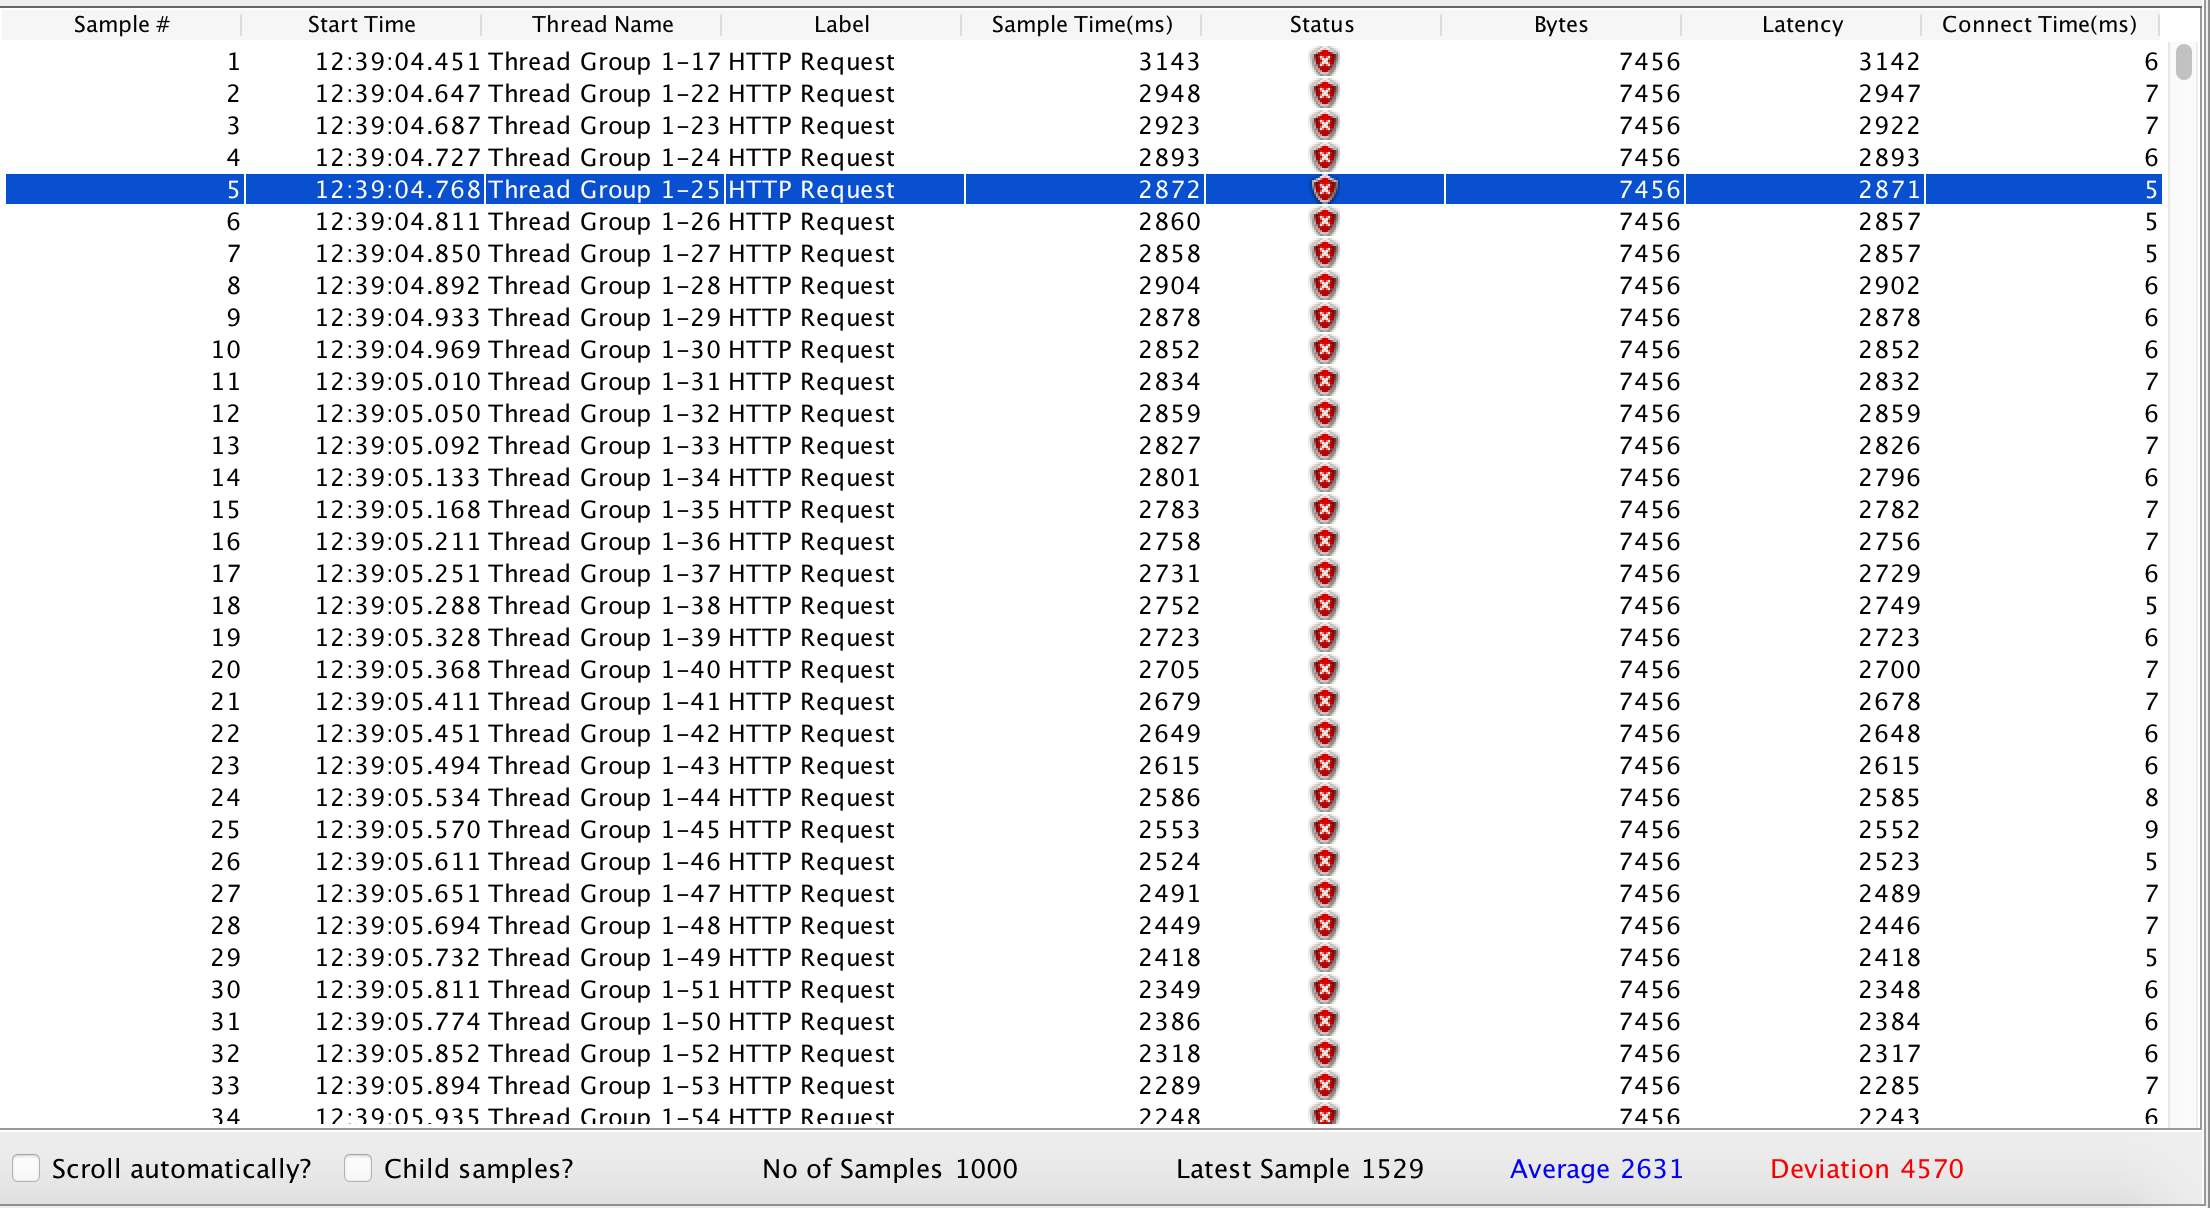 Sample # Start Time Thread Name Label Sample Time(ms) Status Bytes Latency Connect Time(ms)
1 12:39:04.451 Thread Group 1-17 HTTP Request 3143 7456 3142 6
2 12:39:04.647 Thread Group 1-22 HTTP Request 2948 7456 2947 7
3 12:39:04.687 Thread Group 1-23 HTTP Request 2923 7456 2922 7
4 12:39:04.727 Thread Group 1-24 HTTP Request 2893 7456 2893 6
5 12:39:04.768 Thread Group 1-25 HTTP Request 2872 7456 2871 5
6 12:39:04.811 Thread Group 1-26 HTTP Request 2860 7456 2857 5
7 12:39:04.850 Thread Group 1-27 HTTP Request 2858 7456 2857 5
8 12:39:04.892 Thread Group 1-28 HTTP Request 2904 7456 2902 6
9 12:39:04.933 Thread Group 1-29 HTTP Request 2878 7456 2878 6
10 12:39:04.969 Thread Group 1-30 HTTP Request 2852 7456 2852 6
11 12:39:05.010 Thread Group 1-31 HTTP Request 2834 7456 2832 7
12 12:39:05.050 Thread Group 1-32 HTTP Request 2859 7456 2859 6
13 12:39:05.092 Thread Group 1-33 HTTP Request 2827 7456 2826 7
14 12:39:05.133 Thread Group 1-34 HTTP Request 2801 7456 2796 6
15 12:39:05.168 Thread Group 1-35 HTTP Request 2783 7456 2782 7
16 12:39:05.211 Thread Group 1-36 HTTP Request 2758 7456 2756 7
17 12:39:05.251 Thread Group 1-37 HTTP Request 2731 7456 2729 6
18 12:39:05.288 Thread Group 1-38 HTTP Request 2752 7456 2749 5
19 12:39:05.328 Thread Group 1-39 HTTP Request 2723 7456 2723 6
20 12:39:05.368 Thread Group 1-40 HTTP Request 2705 7456 2700 7
21 12:39:05.411 Thread Group 1-41 HTTP Request 2679 7456 2678 7
22 12:39:05.451 Thread Group 1-42 HTTP Request 2649 7456 2648 6
23 12:39:05.494 Thread Group 1-43 HTTP Request 2615 7456 2615 6
24 12:39:05.534 Thread Group 1-44 HTTP Request 2586 7456 2585 8
25 12:39:05.570 Thread Group 1-45 HTTP Request 2553 7456 2552 9
26 12:39:05.611 Thread Group 1-46 HTTP Request 2524 7456 2523 5
27 12:39:05.651 Thread Group 1-47 HTTP Request 2491 7456 2489 7
28 12:39:05.694 Thread Group 1-48 HTTP Request 2449 7456 2446 7
29 12:39:05.732 Thread Group 1-49 HTTP Request 2418 7456 2418 5
30 12:39:05.811 Thread Group 1-51 HTTP Request 2349 7456 2348 6
31 12:39:05.774 Thread Group 1-50 HTTP Request 2386 7456 2384 6
32 12:39:05.852 Thread Group 1-52 HTTP Request 2318 7456 2317 6
33 12:39:05.894 Thread Group 1-53 HTTP Request 2289 7456 2285 7
34 12:39:05.935 Thread Group 1-54 HTTP Request 2248 7456 2243 6
Scroll automatically? Child samples? No of Samples 1000 Latest Sample 1529 Average 2631 Deviation 4570